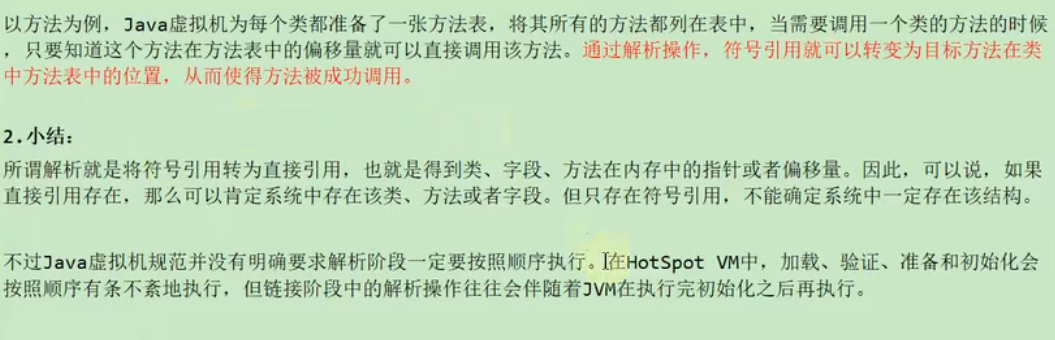 以方法为例，Java虚拟机为每个类都准备了一张方法表，将其所有的方法都列在表中，当需要调用一个类的方法的时候
，只要知道这个方法在方法表中的偏移量就可以直接调用该方法。通过解析操作，符号引用就可以转变为目标方法在类
中方法表中的位置，从而使得方法被成功调用。
2.小结：
所谓解析就是将符号引用转为直接引用，也就是得到类、字段、方法在内存中的指针或者偏移量。因此，可以说，如果
直接引用存在，那么可以肯定系统中存在该类、方法或者字段。但只存在符号引用，不能确定系统中一定存在该结构。
不过Java虚拟机规范并没有明确要求解析阶段一定要按照顺序执行。在HotSpot VM中，加载、验证、准备和初始化会
按照顺序有条不紊地执行，但链接阶段中的解析操作往往会伴随着JVM在执行完初始化之后再执行。